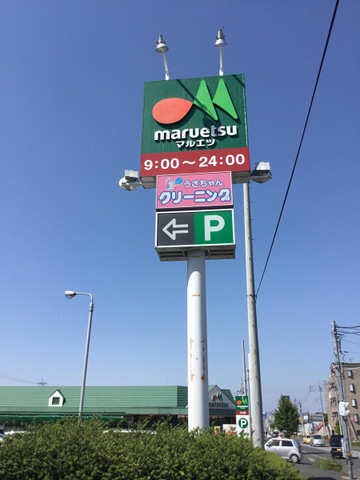 maruetsu
マルエツ
9:00～24:00
うさちゃん
クリーニング
P
P